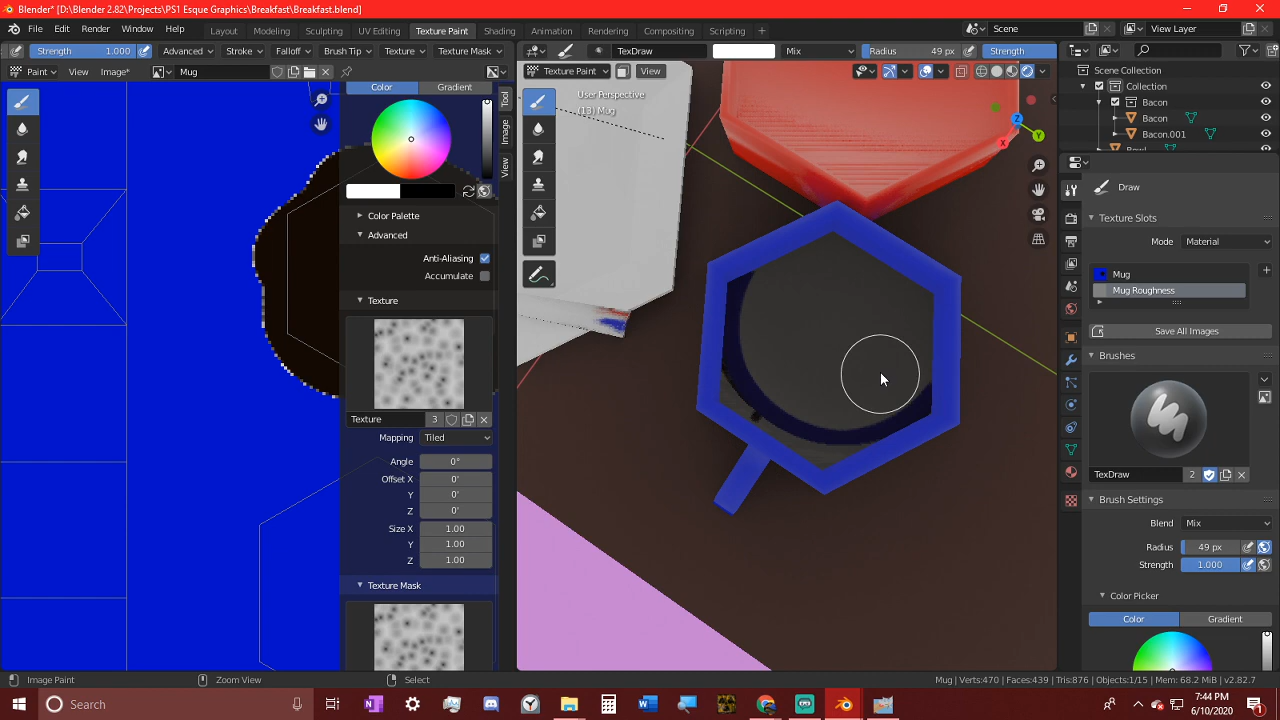 Blender* [D:\Blender 2.82\Projects\PS1 Esque Graphics\Breakfast\Breakfast.blend]
File Edit Render Window Help Layout Modeling Sculpting UV Editing Texture Paint Shading Animation Rendering Compositing Scripting Scene View Layer
Strength 1.000 Advanced Stroke Falloff Brush Tip Texture Texture Mask TexDraw Mix Radius 49 px Strength
Paint View Image* Mug Texture Paint View Scene Collection
Color Gradient Collection
User Perspective Bacon
(13) Mug Bacon
Bacon.001
Bowl
Tool
Image
View
X
Y
Z
Draw
Color Palette
Advanced Texture Slots
Mode Material
Anti-Aliasing
Accumulate Mug
Mug Roughness
Texture
Save All Images
Brushes
Texture 3
Mapping Tiled
Angle 0°
Offset X 0°
Y 0°
Z 0°
Size X 1.00
Y 1.00
Z 1.00
TexDraw 2
Brush Settings
Blend Mix
Radius 49 px
Strength 1.000
Texture Mask Color Picker
Color Gradient
Image Paint Zoom View Select Mug | Verts:470 | Faces:439 | Tris:876 | Objects:1/15 | Mem: 68.2 MiB | v2.82.7
Search 7:44 PM
6/10/2020